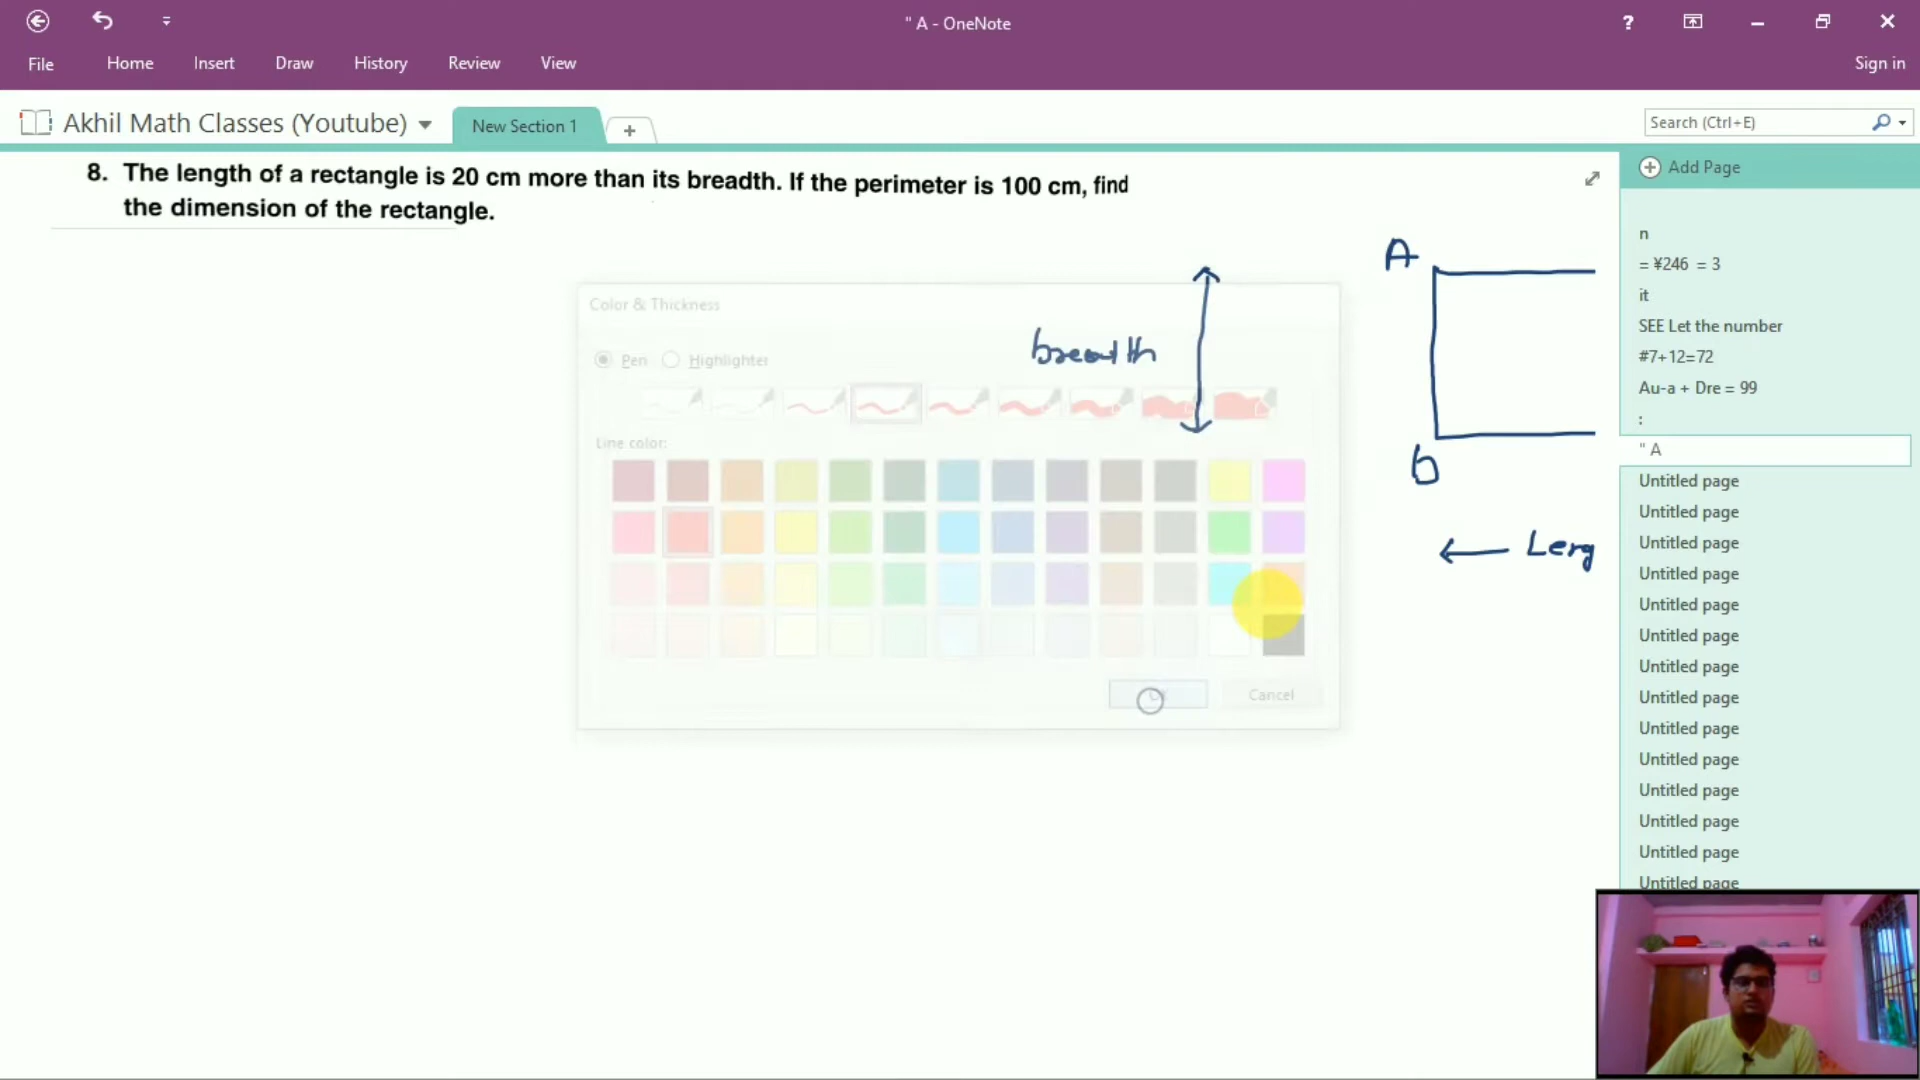 " A - OneNote
?
File Home Insert Draw History Review View
Sign in
Akhil Math Classes (Youtube)
New Section 1
+
Search (Ctrl+E)
8. The length of a rectangle is 20 cm more than its breadth. If the perimeter is 100 cm, find
the dimension of the rectangle.
A
breadth
B
Leng
Color & Thickness
Pen Highlighter
Line color:
OK
Cancel
Add Page
n
= ¥246 = 3
it
SEE Let the number
#7+12=72
Au-a + Dre = 99
:
" A
Untitled page
Untitled page
Untitled page
Untitled page
Untitled page
Untitled page
Untitled page
Untitled page
Untitled page
Untitled page
Untitled page
Untitled page
Untitled page
Untitled page